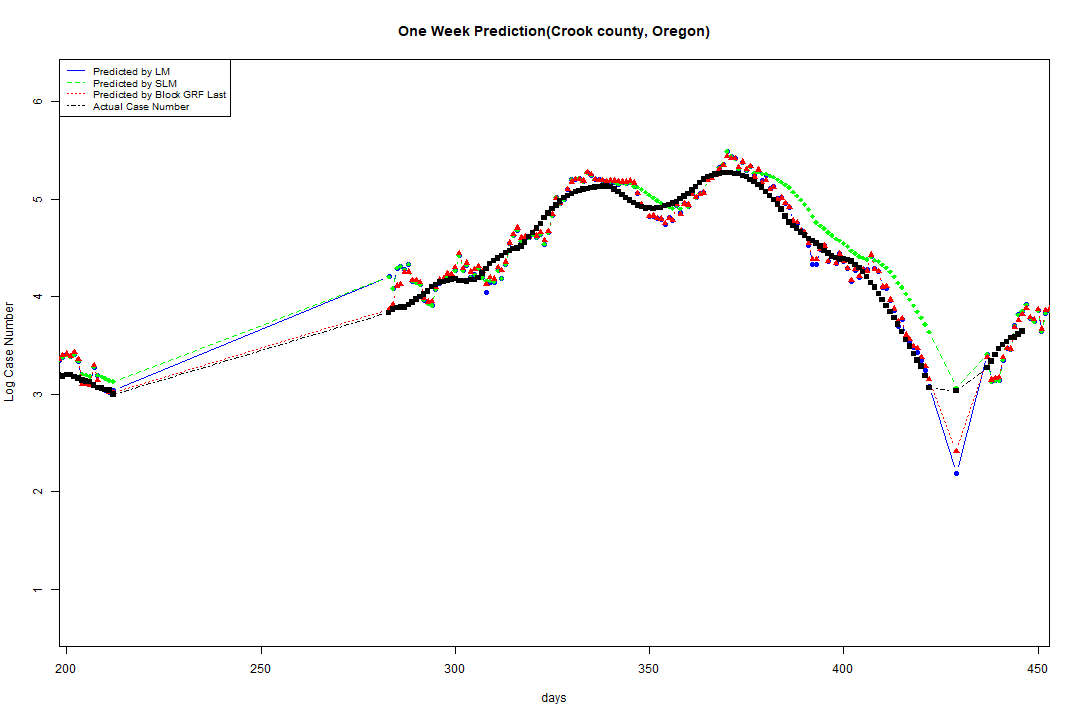 One Week Prediction(Crook county, Oregon)
Predicted by LM
Predicted by SLM
Predicted by Block GRF Last
Actual Case Number
6
5
4
3
2
1
Log Case Number
200 250 300 350 400 450
days